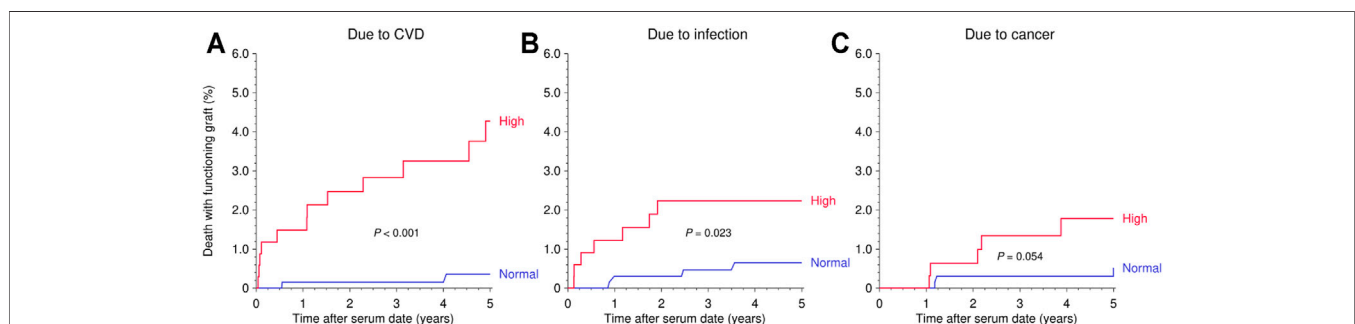 A
Due to CVD
Death with functioning graft (%)
6.0
5.0
4.0
3.0
2.0
1.0
0
High
P < 0.001
Normal
0 1 2 3 4 5
Time after serum date (years)
B
Due to infection
6.0
5.0
4.0
3.0
2.0
1.0
0
High
P = 0.023
Normal
0 1 2 3 4 5
Time after serum date (years)
C
Due to cancer
6.0
5.0
4.0
3.0
2.0
1.0
0
High
P = 0.054
Normal
0 1 2 3 4 5
Time after serum date (years)